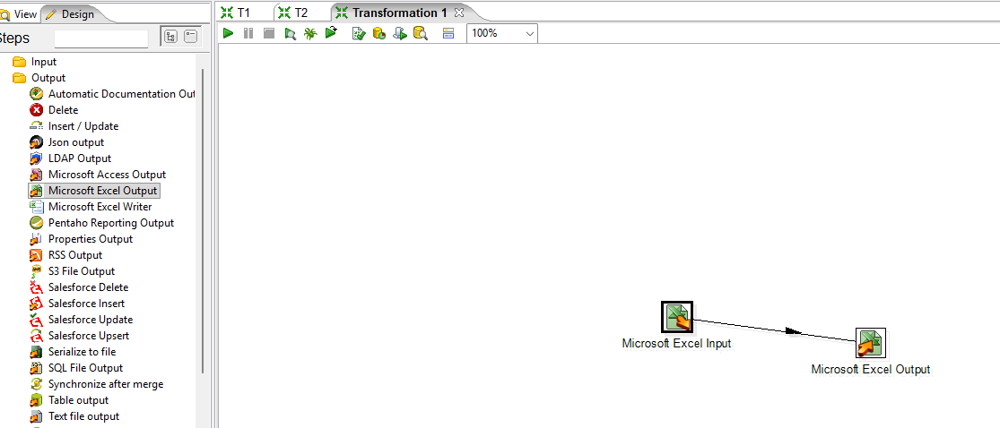 View Design
T1 T2 Transformation 1
Steps
100%
Input
Output
Automatic Documentation Out
Delete
Insert / Update
Json output
LDAP Output
Microsoft Access Output
Microsoft Excel Output
Microsoft Excel Writer
Pentaho Reporting Output
Properties Output
RSS Output
S3 File Output
Salesforce Delete
Salesforce Insert
Salesforce Update
Salesforce Upsert
Serialize to file
SQL File Output
Synchronize after merge
Table output
Text file output
Microsoft Excel Input
Microsoft Excel Output